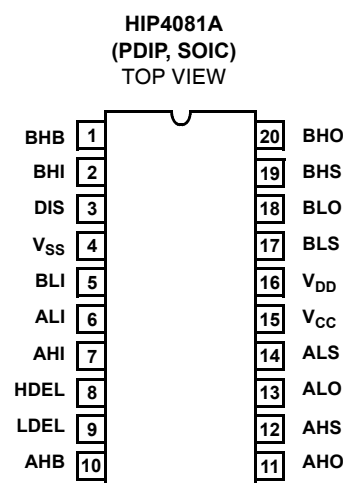 HIP4081A
(PDIP, SOIC)
TOP VIEW
BHB 1 20 BHO
BHI 2 19 BHS
DIS 3 18 BLO
VSS 4 17 BLS
BLI 5 16 VDD
ALI 6 15 VCC
AHI 7 14 ALS
HDEL 8 13 ALO
LDEL 9 12 AHS
AHB 10 11 AHO